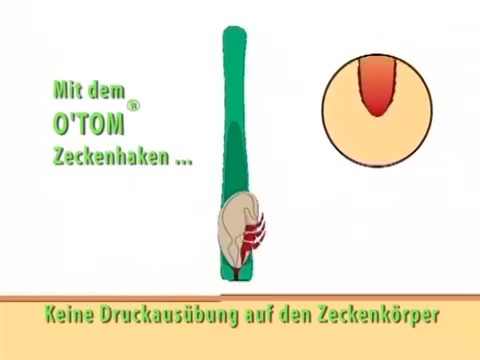 Mit dem
O'TOM®
Zeckenhaken ...
Keine Druckausübung auf den Zeckenkörper